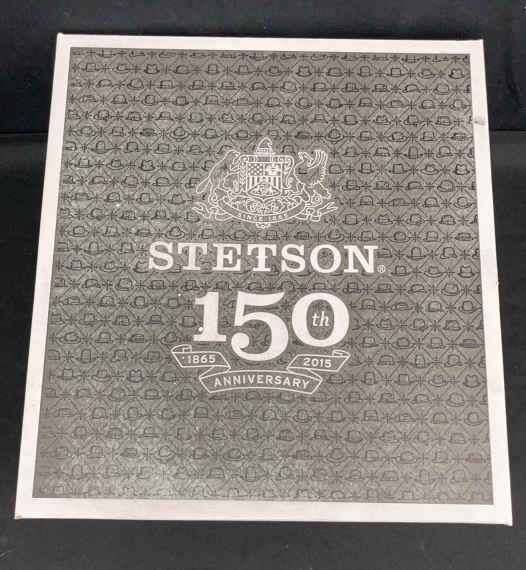 SINCE 1865
STETSON®
150th
1865 2015
ANNIVERSARY